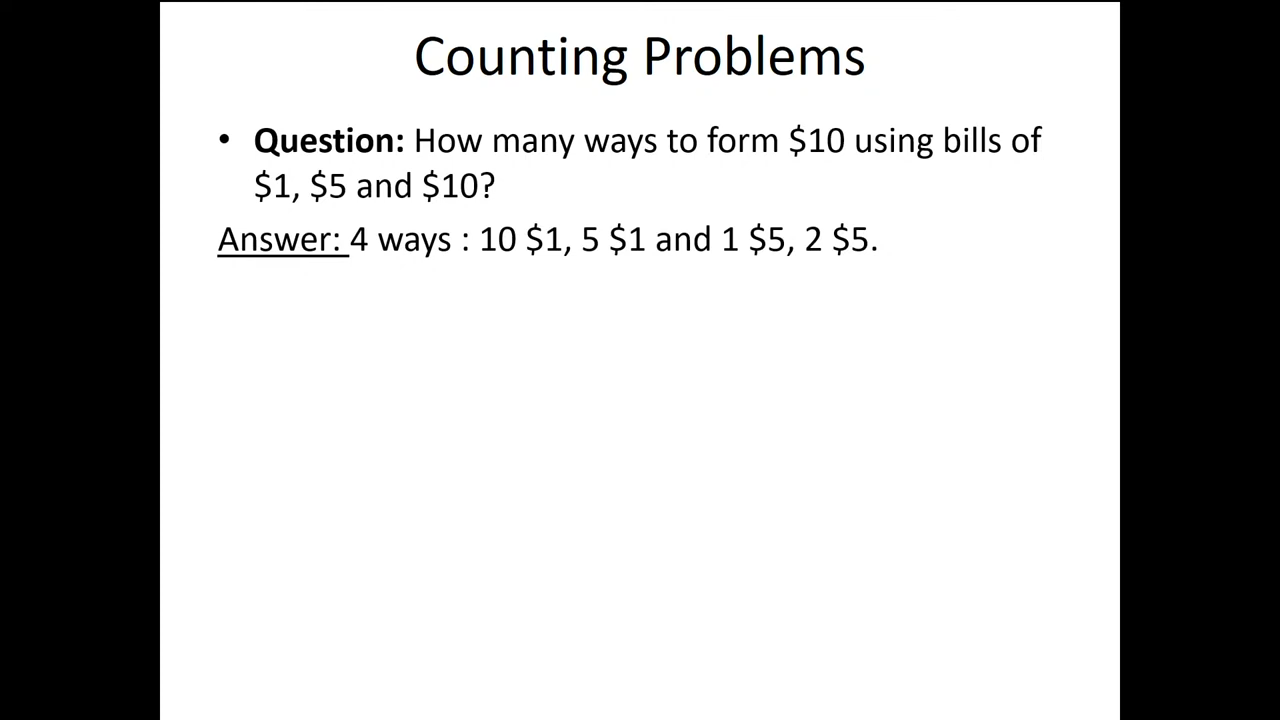 Counting Problems
• Question: How many ways to form $10 using bills of
$1, $5 and $10?
Answer: 4 ways : 10 $1, 5 $1 and 1 $5, 2 $5.